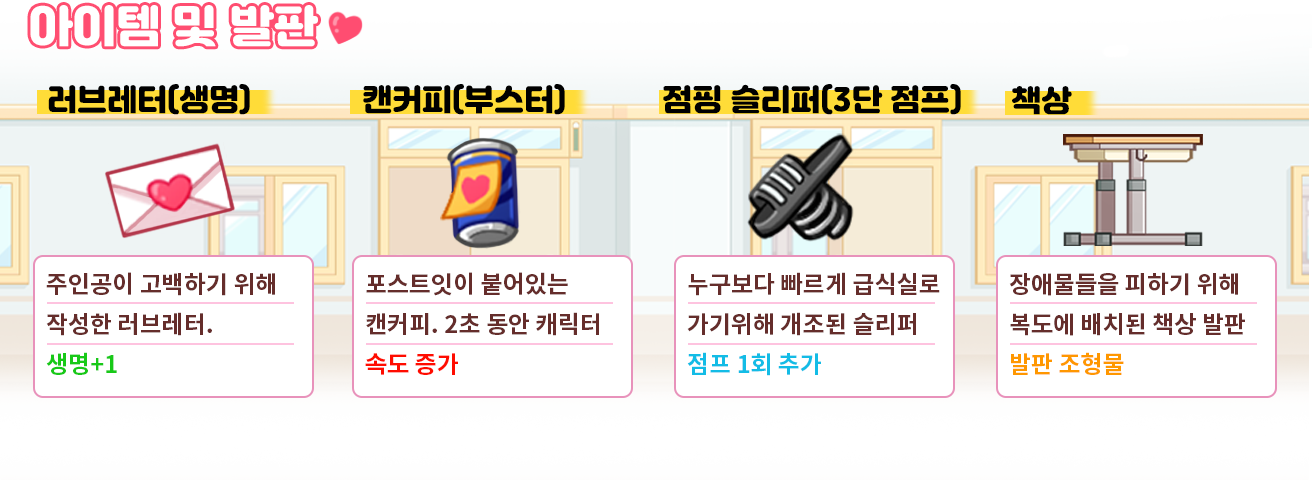 아이템 및 발판
러브레터(생명)
주인공이 고백하기 위해
작성한 러브레터.
생명+1
캔커피(부스터)
포스트잇이 붙어있는
캔커피. 2초 동안 캐릭터
속도 증가
점핑 슬리퍼(3단 점프)
누구보다 빠르게 급식실로
가기위해 개조된 슬리퍼
점프 1회 추가
책상
장애물들을 피하기 위해
복도에 배치된 책상 발판
발판 조형물